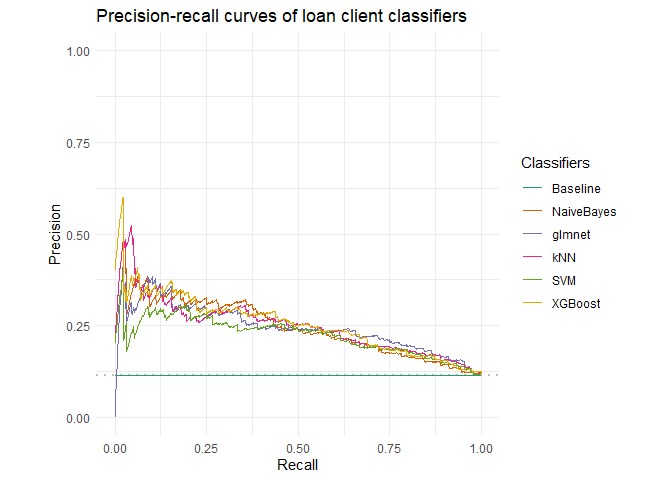 Precision-recall curves of loan client classifiers
1.00
0.75
0.50
0.25
0.00
Precision
0.00 0.25 0.50 0.75 1.00
Recall
Classifiers
Baseline
NaiveBayes
glmnet
kNN
SVM
XGBoost